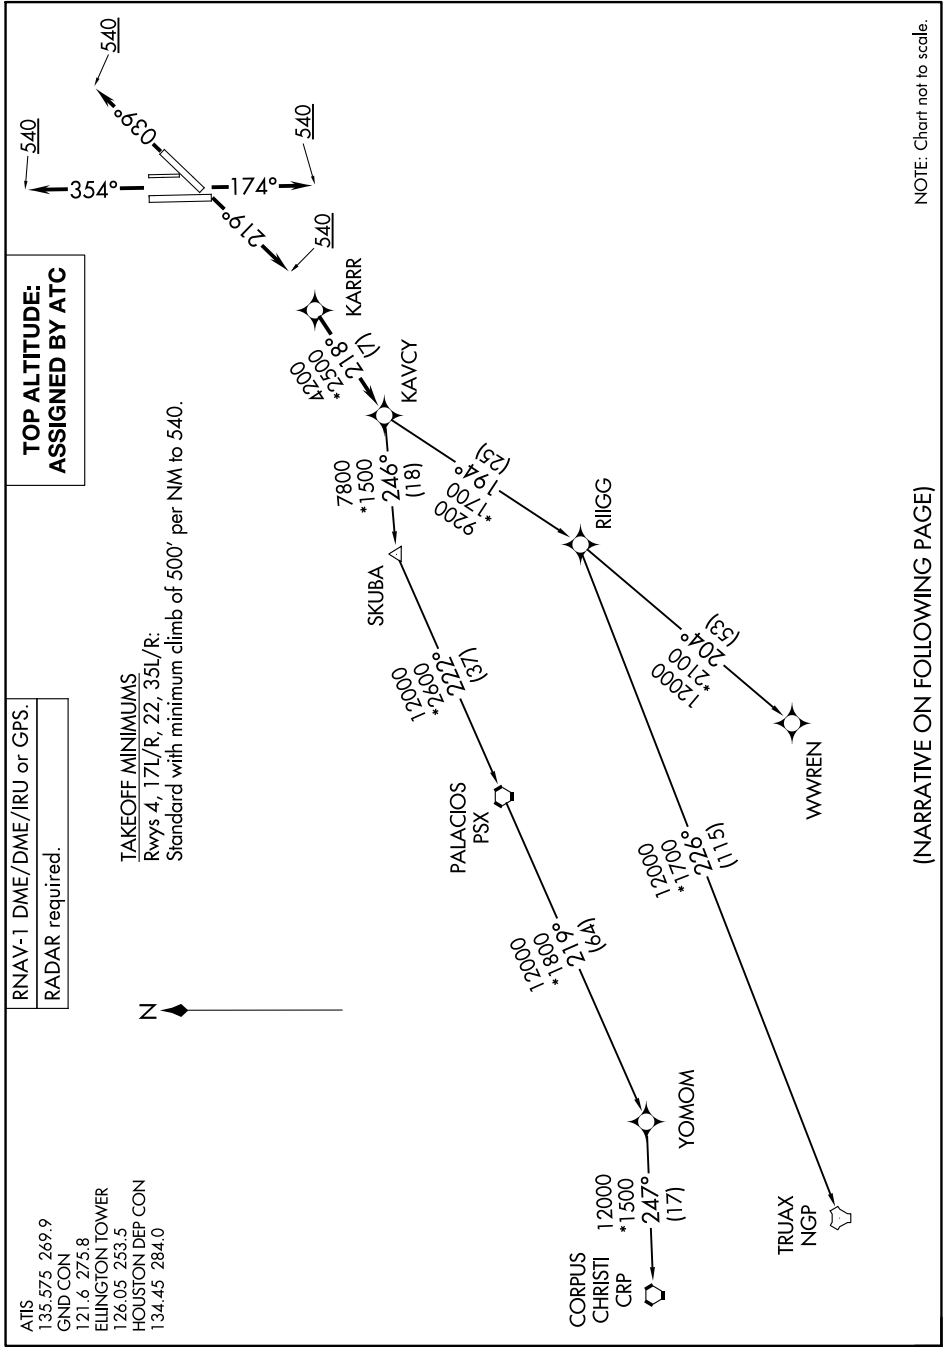 ATIS
135.575 269.9
GND CON
121.6 275.8
ELLINGTON TOWER
126.05 253.5
HOUSTON DEP CON
134.45 284.0
RNAV-1 DME/DME/IRU or GPS.
RADAR required.
TOP ALTITUDE:
ASSIGNED BY ATC
TAKEOFF MINIMUMS
Rwys 4, 17L/R, 22, 35L/R:
Standard with minimum climb of 500' per NM to 540.
N
540
354°
540
039°
174°
540
219°
540
KARRR
4200
*2500
218°
(7)
KAVCY
7800
*1500
246°
(18)
SKUBA
9200
*1700
194°
(25)
RIIGG
12000
*2600
222°
(37)
PALACIOS
PSX
12000
*2100
204°
(53)
WWREN
12000
*1800
219°
(64)
YOMOM
12000
*1700
226°
(115)
TRUAX
NGP
12000
*1500
247°
(17)
CORPUS
CHRISTI
CRP
NOTE: Chart not to scale.
(NARRATIVE ON FOLLOWING PAGE)